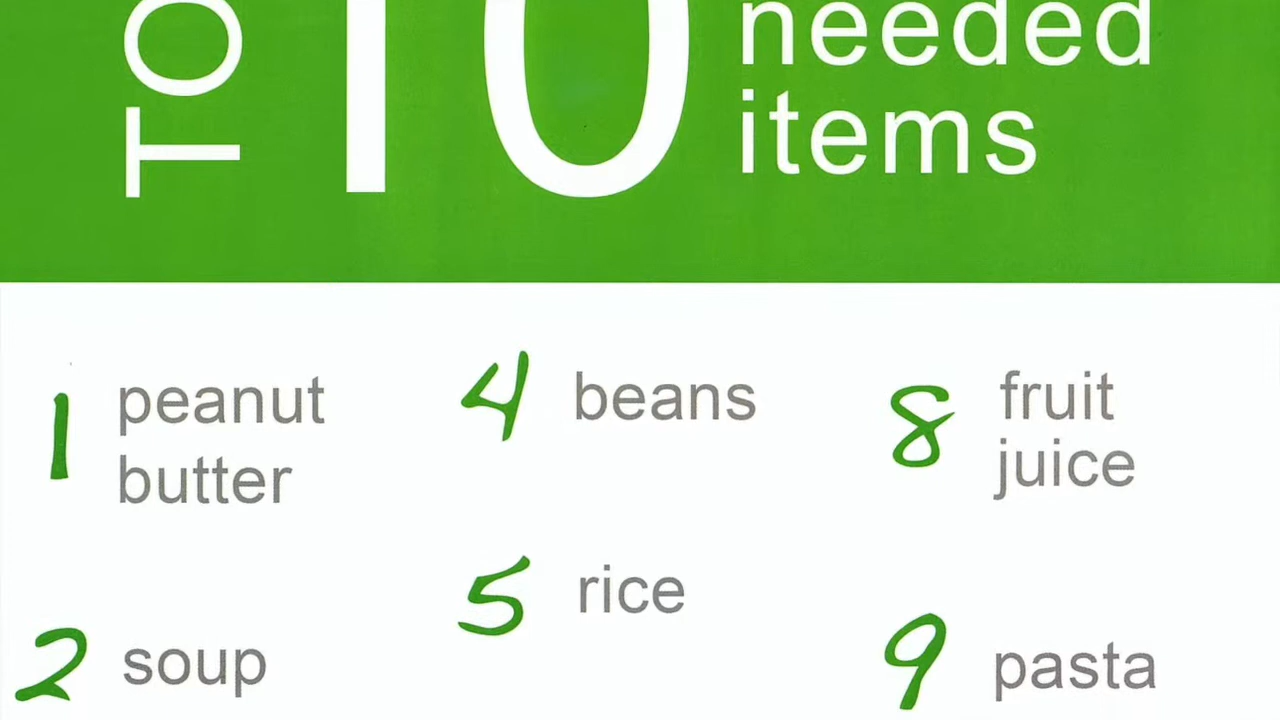 TO
10
needed
items
1 peanut
butter
2 soup
4 beans
5 rice
8 fruit
juice
9 pasta